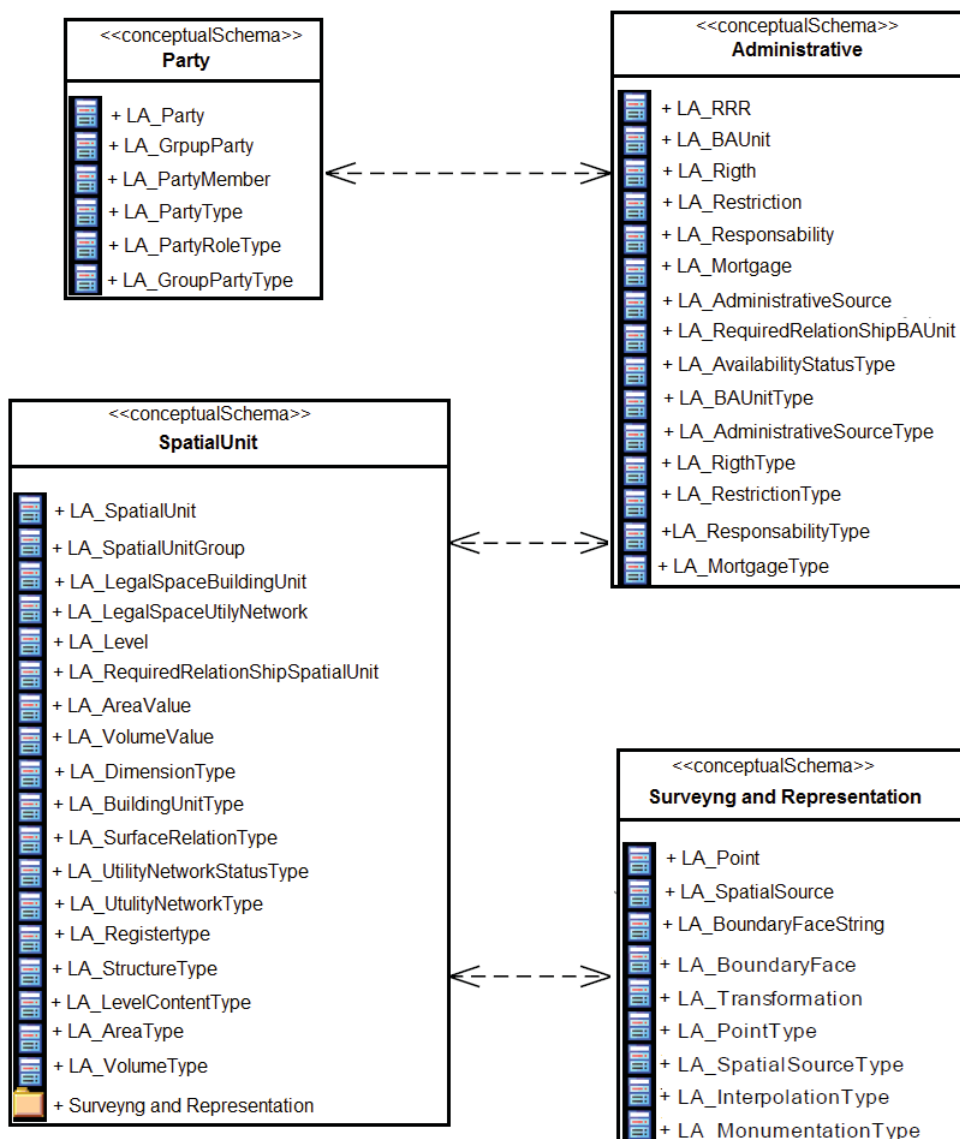 <<conceptualSchema>>
Party
+ LA_Party
+ LA_GrpupParty
+ LA_PartyMember
+ LA_PartyType
+ LA_PartyRoleType
+ LA_GroupPartyType
<<conceptualSchema>>
Administrative
+ LA_RRR
+ LA_BAUnit
+ LA_Rigth
+ LA_Restriction
+ LA_Responsability
+ LA_Mortgage
+ LA_AdministrativeSource
+ LA_RequiredRelationShipBAUnit
+ LA_AvailabilityStatusType
+ LA_BAUnitType
+ LA_AdministrativeSourceType
+ LA_RigthType
+ LA_RestrictionType
+LA_ResponsabilityType
+ LA_MortgageType
<<conceptualSchema>>
SpatialUnit
+ LA_SpatialUnit
+ LA_SpatialUnitGroup
+ LA_LegalSpaceBuildingUnit
+ LA_LegalSpaceUtilyNetwork
+ LA_Level
+ LA_RequiredRelationShipSpatialUnit
+ LA_AreaValue
+ LA_VolumeValue
+ LA_DimensionType
+ LA_BuildingUnitType
+ LA_SurfaceRelationType
+ LA_UtilityNetworkStatusType
+ LA_UtulityNetworkType
+ LA_Registertype
+ LA_StructureType
+ LA_LevelContentType
+ LA_AreaType
+ LA_VolumeType
+ Surveyng and Representation
<<conceptualSchema>>
Surveyng and Representation
+ LA_Point
+ LA_SpatialSource
+ LA_BoundaryFaceString
+ LA_BoundaryFace
+ LA_Transformation
+ LA_PointType
+ LA_SpatialSourceType
+ LA_InterpolationType
+ LA_MonumentationType